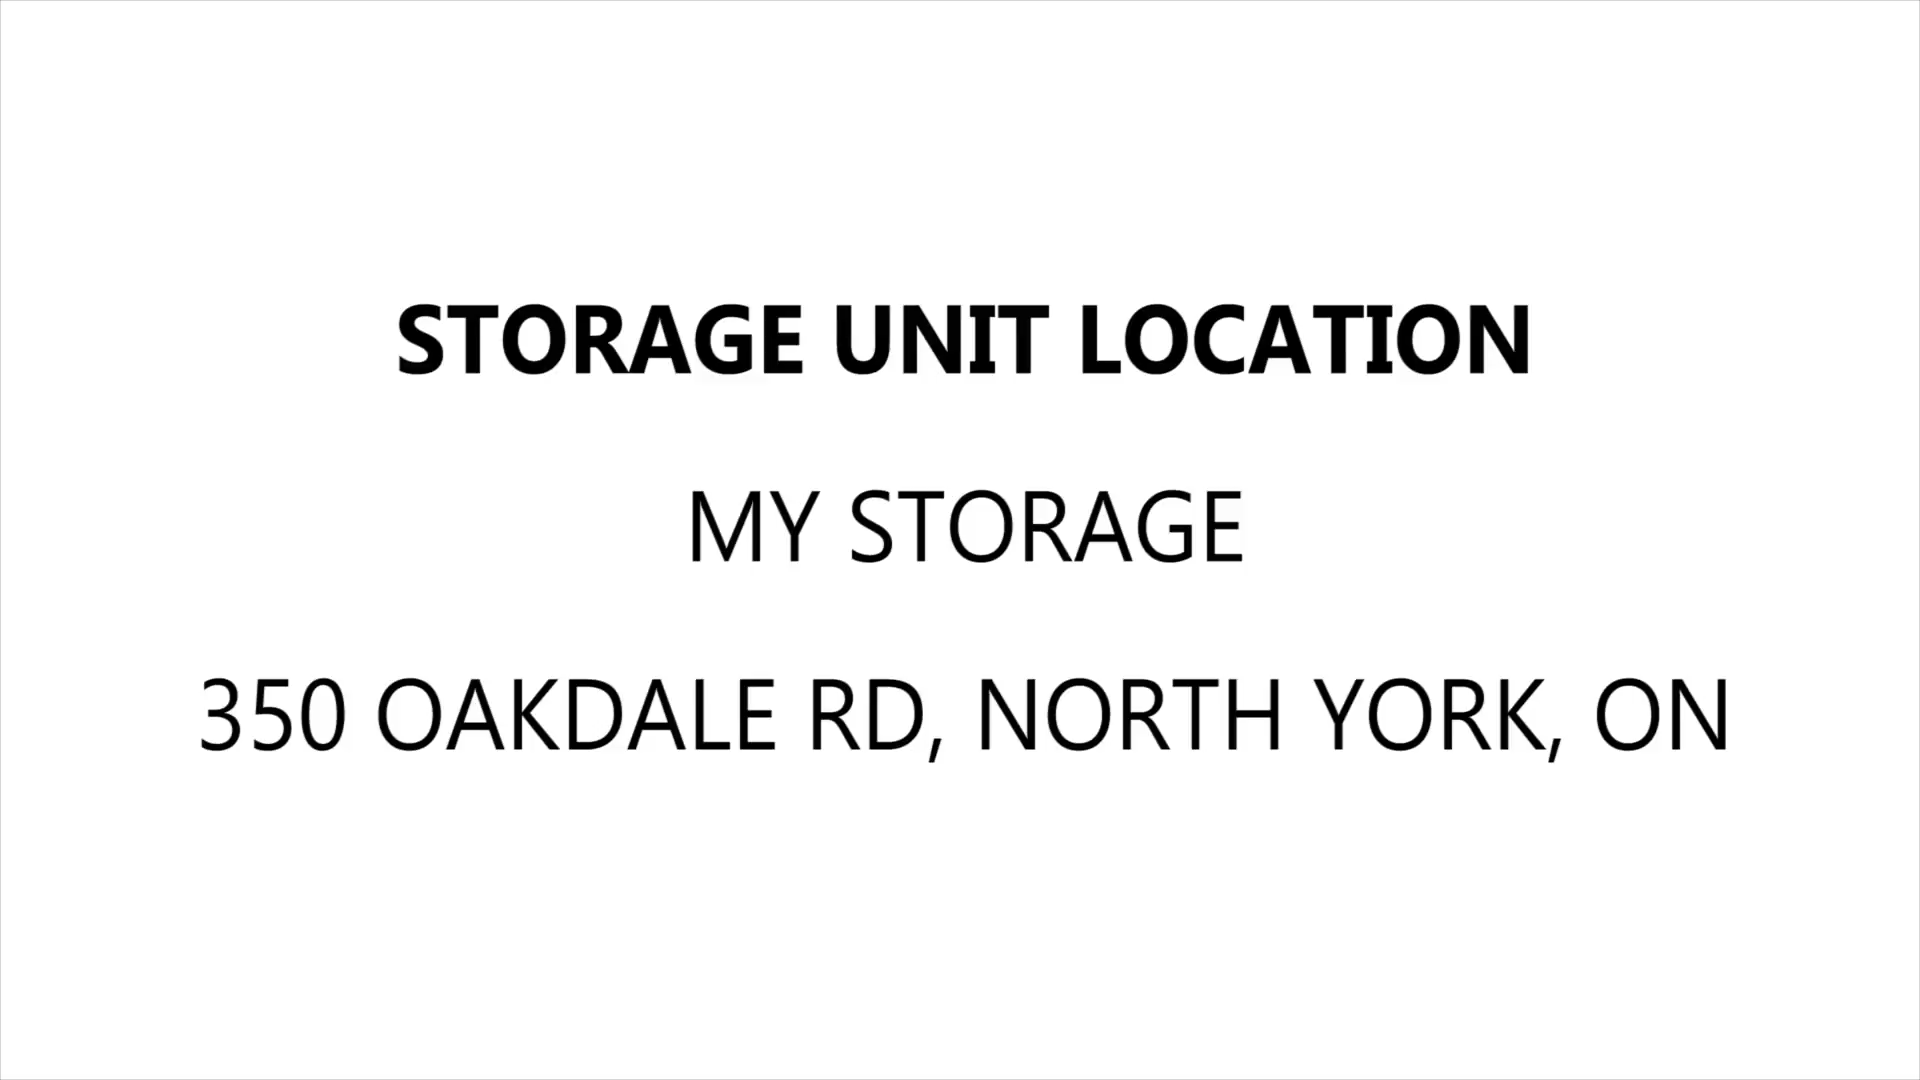 STORAGE UNIT LOCATION
MY STORAGE
350 OAKDALE RD, NORTH YORK, ON